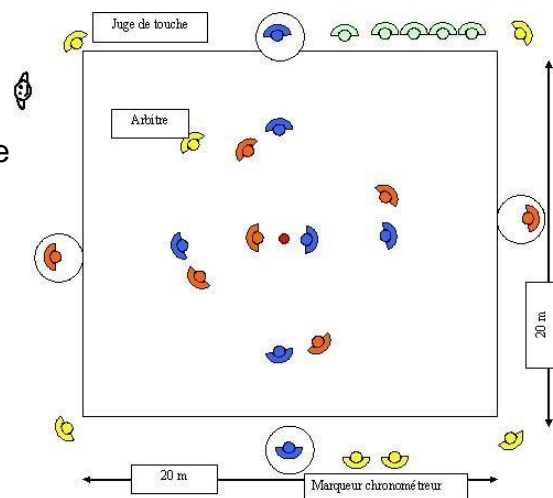 Juge de touche
Arbitre
e
20 m
20 m
Marqueur chronométreur